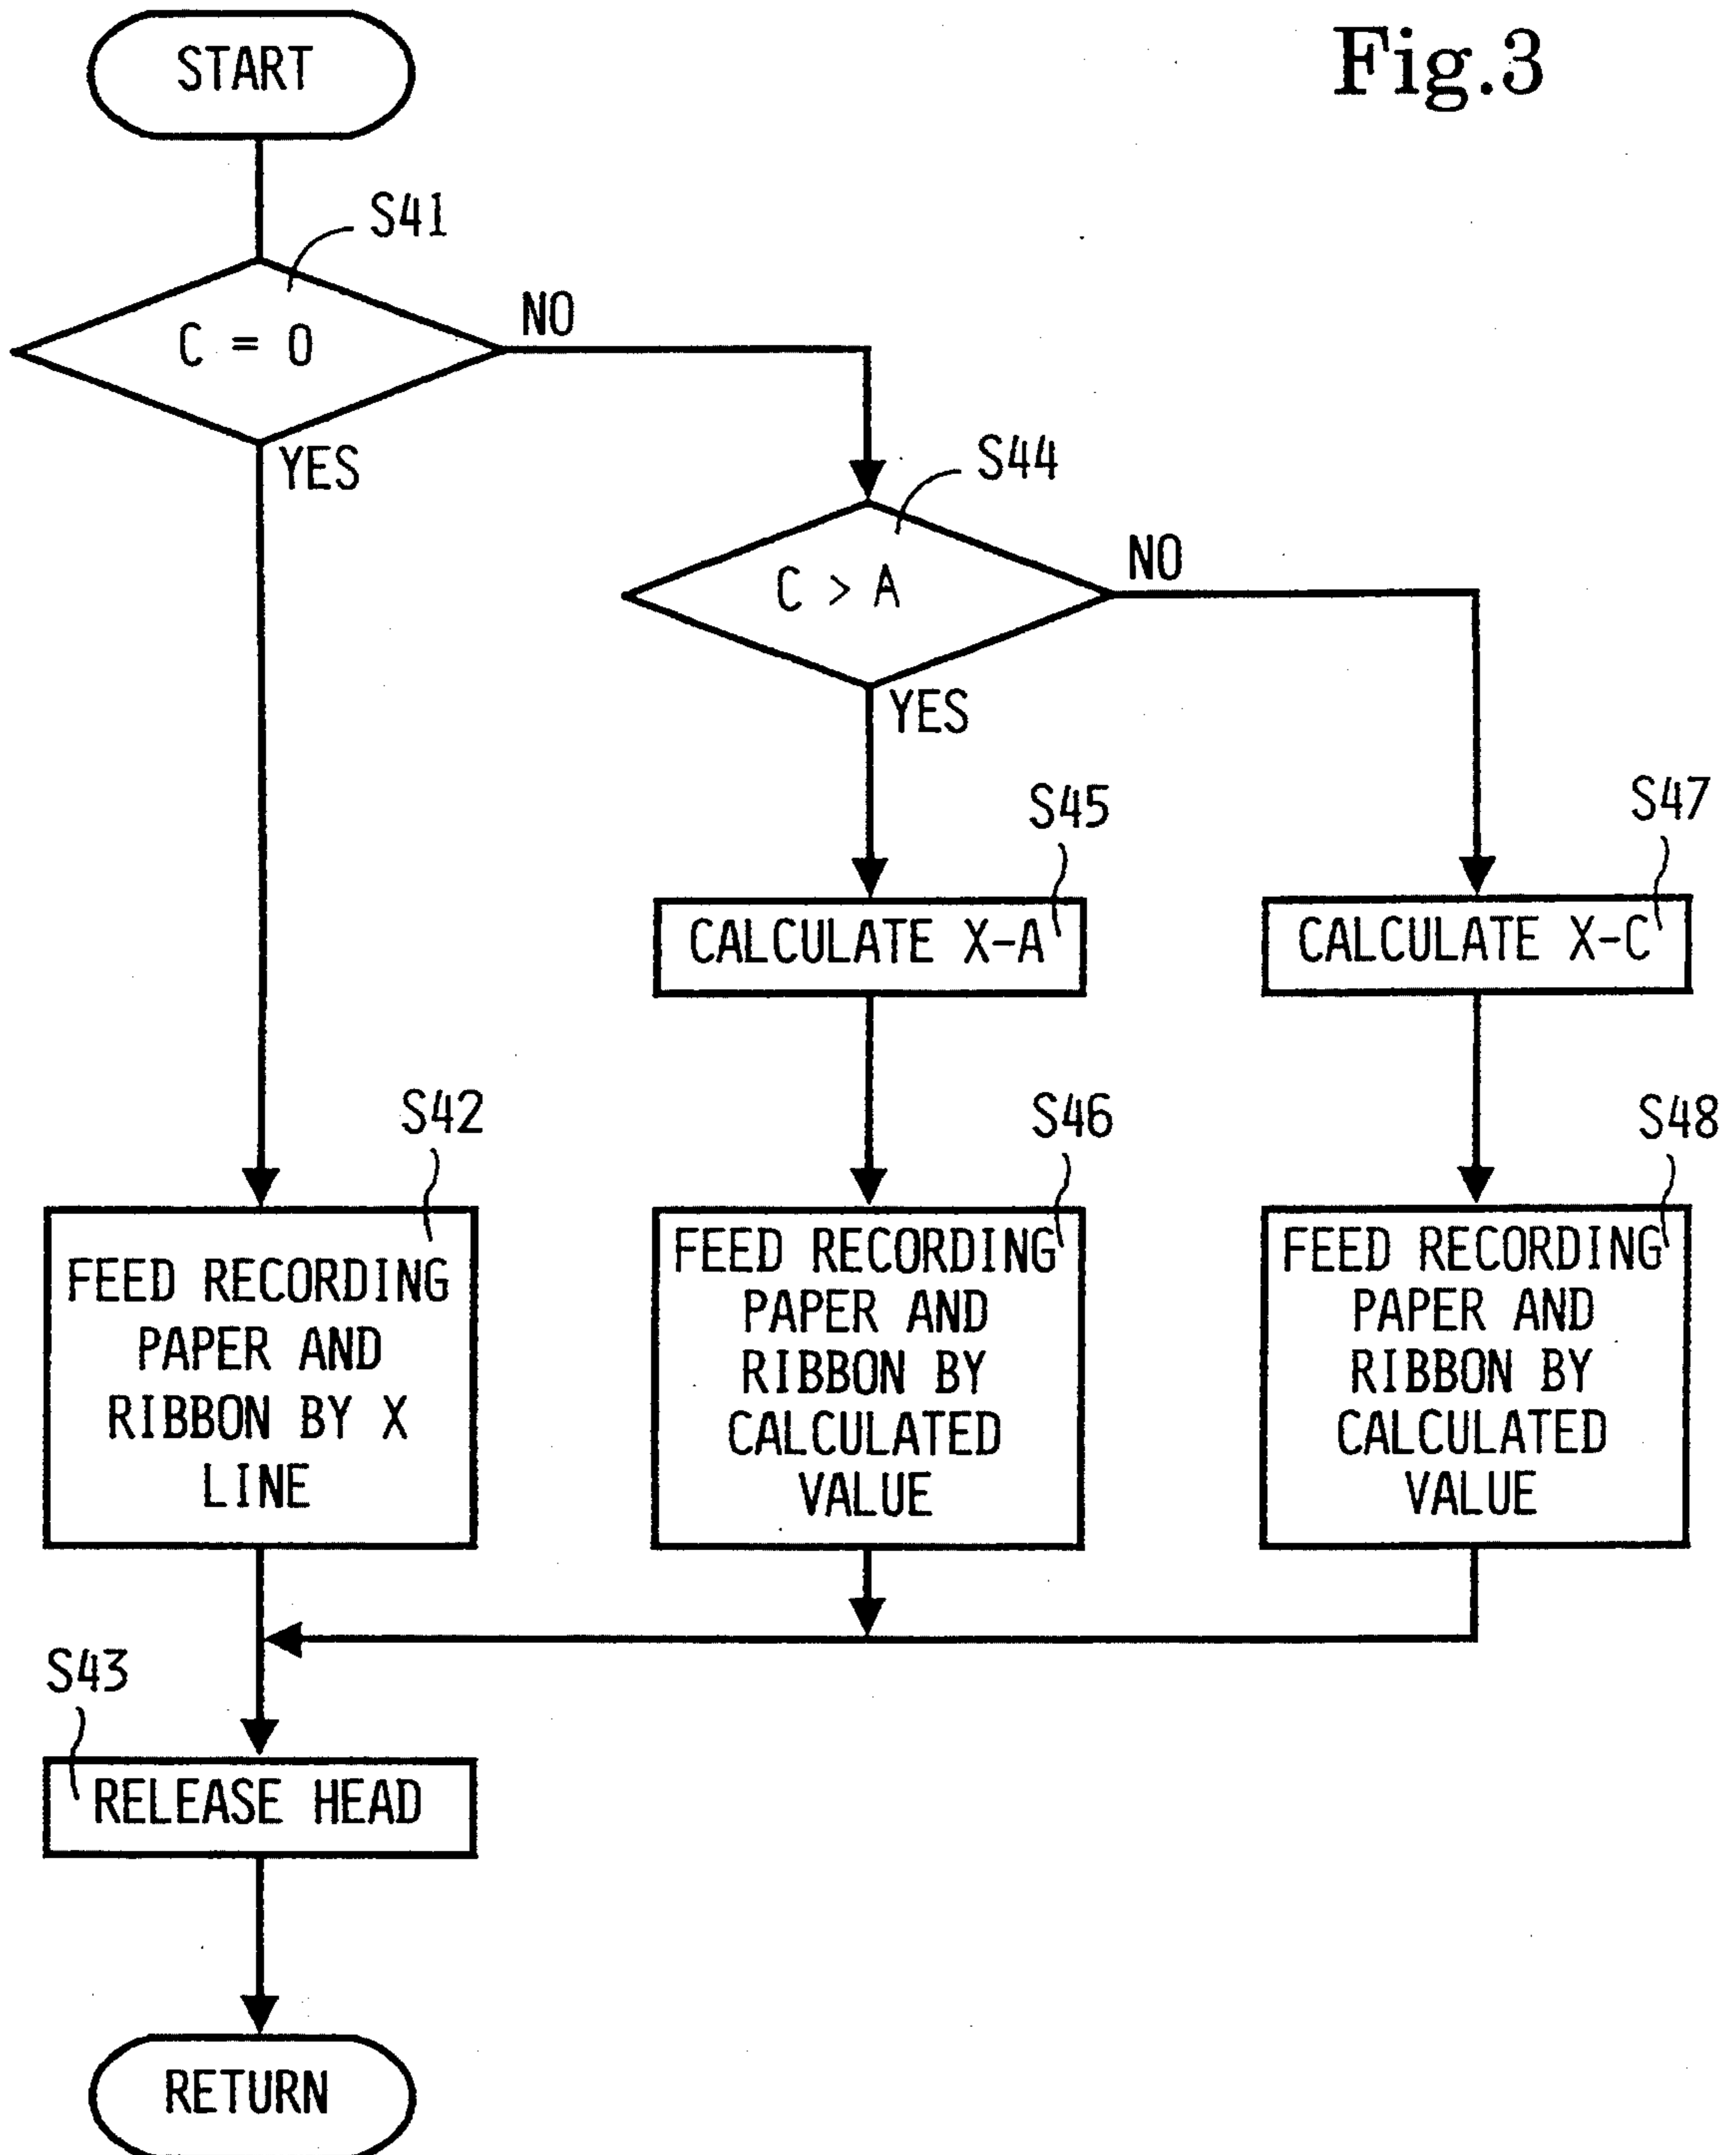 Fig.3
START
S41
C = 0
NO
YES
S44
C > A
NO
YES
S45
CALCULATE X-A
S47
CALCULATE X-C
S42
FEED RECORDING
PAPER AND
RIBBON BY X
LINE
S46
FEED RECORDING
PAPER AND
RIBBON BY
CALCULATED
VALUE
S48
FEED RECORDING
PAPER AND
RIBBON BY
CALCULATED
VALUE
S43
RELEASE HEAD
RETURN